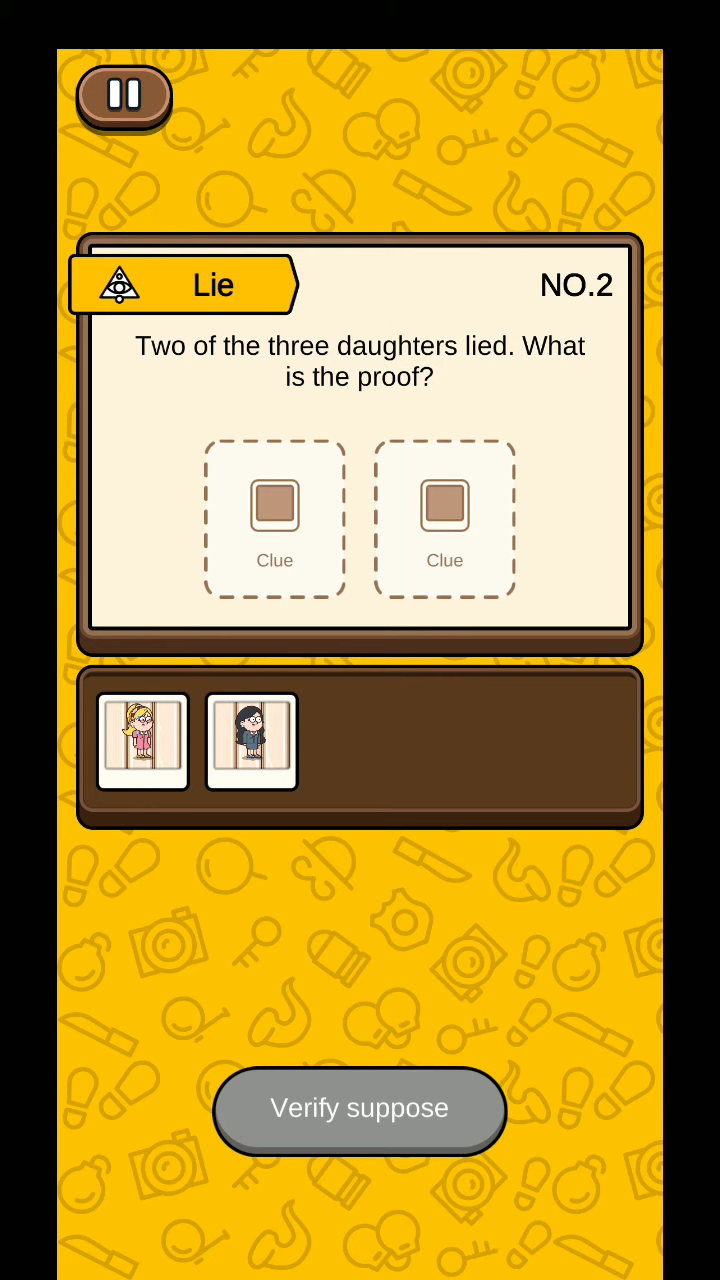 Lie
NO.2
Two of the three daughters lied. What
is the proof?
Clue
Clue
Verify suppose